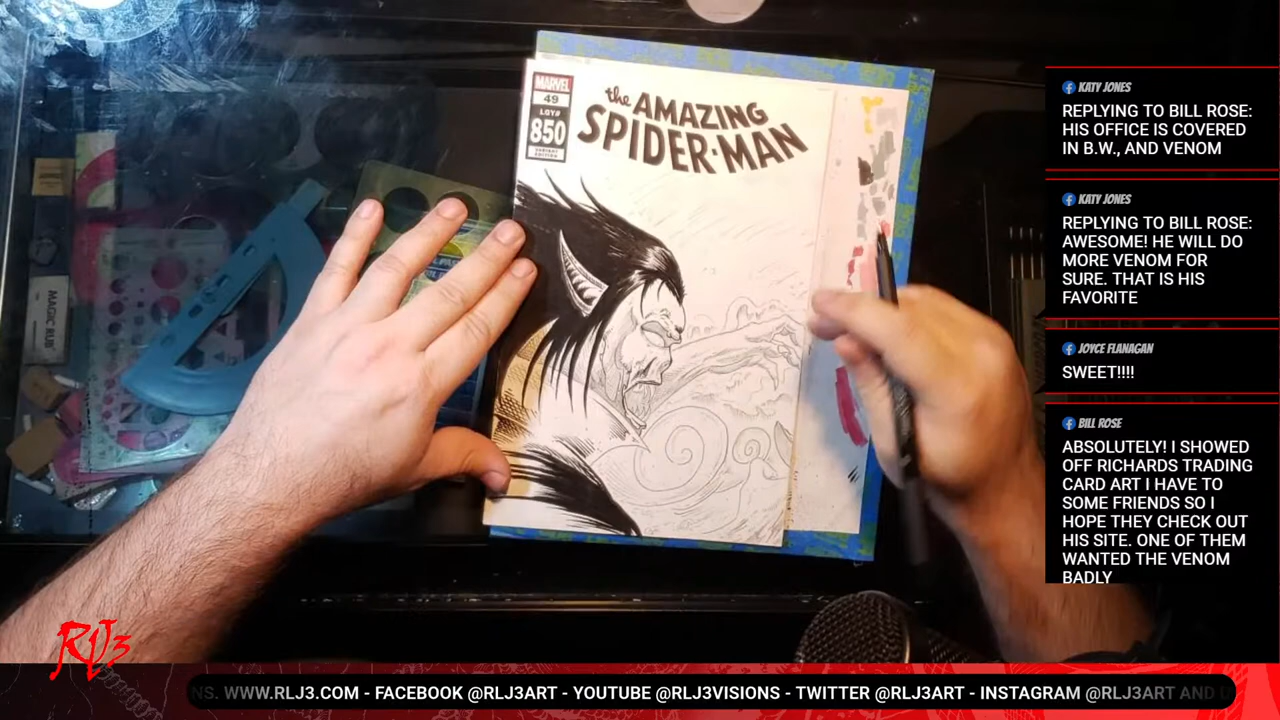 MARVEL
49
LGY#
850
VARIANT
EDITION
the AMAZING
SPIDER-MAN
MAGIC RUB
KATY JONES
REPLYING TO BILL ROSE:
HIS OFFICE IS COVERED
IN B.W., AND VENOM
KATY JONES
REPLYING TO BILL ROSE:
AWESOME! HE WILL DO
MORE VENOM FOR
SURE. THAT IS HIS
FAVORITE
JOYCE FLANAGAN
SWEET!!!!
BILL ROSE
ABSOLUTELY! I SHOWED
OFF RICHARDS TRADING
CARD ART I HAVE TO
SOME FRIENDS SO I
HOPE THEY CHECK OUT
HIS SITE. ONE OF THEM
WANTED THE VENOM
BADLY
RLJ3
NS. WWW.RLJ3.COM - FACEBOOK @RLJ3ART - YOUTUBE @RLJ3VISIONS - TWITTER @RLJ3ART - INSTAGRAM @RLJ3ART AND